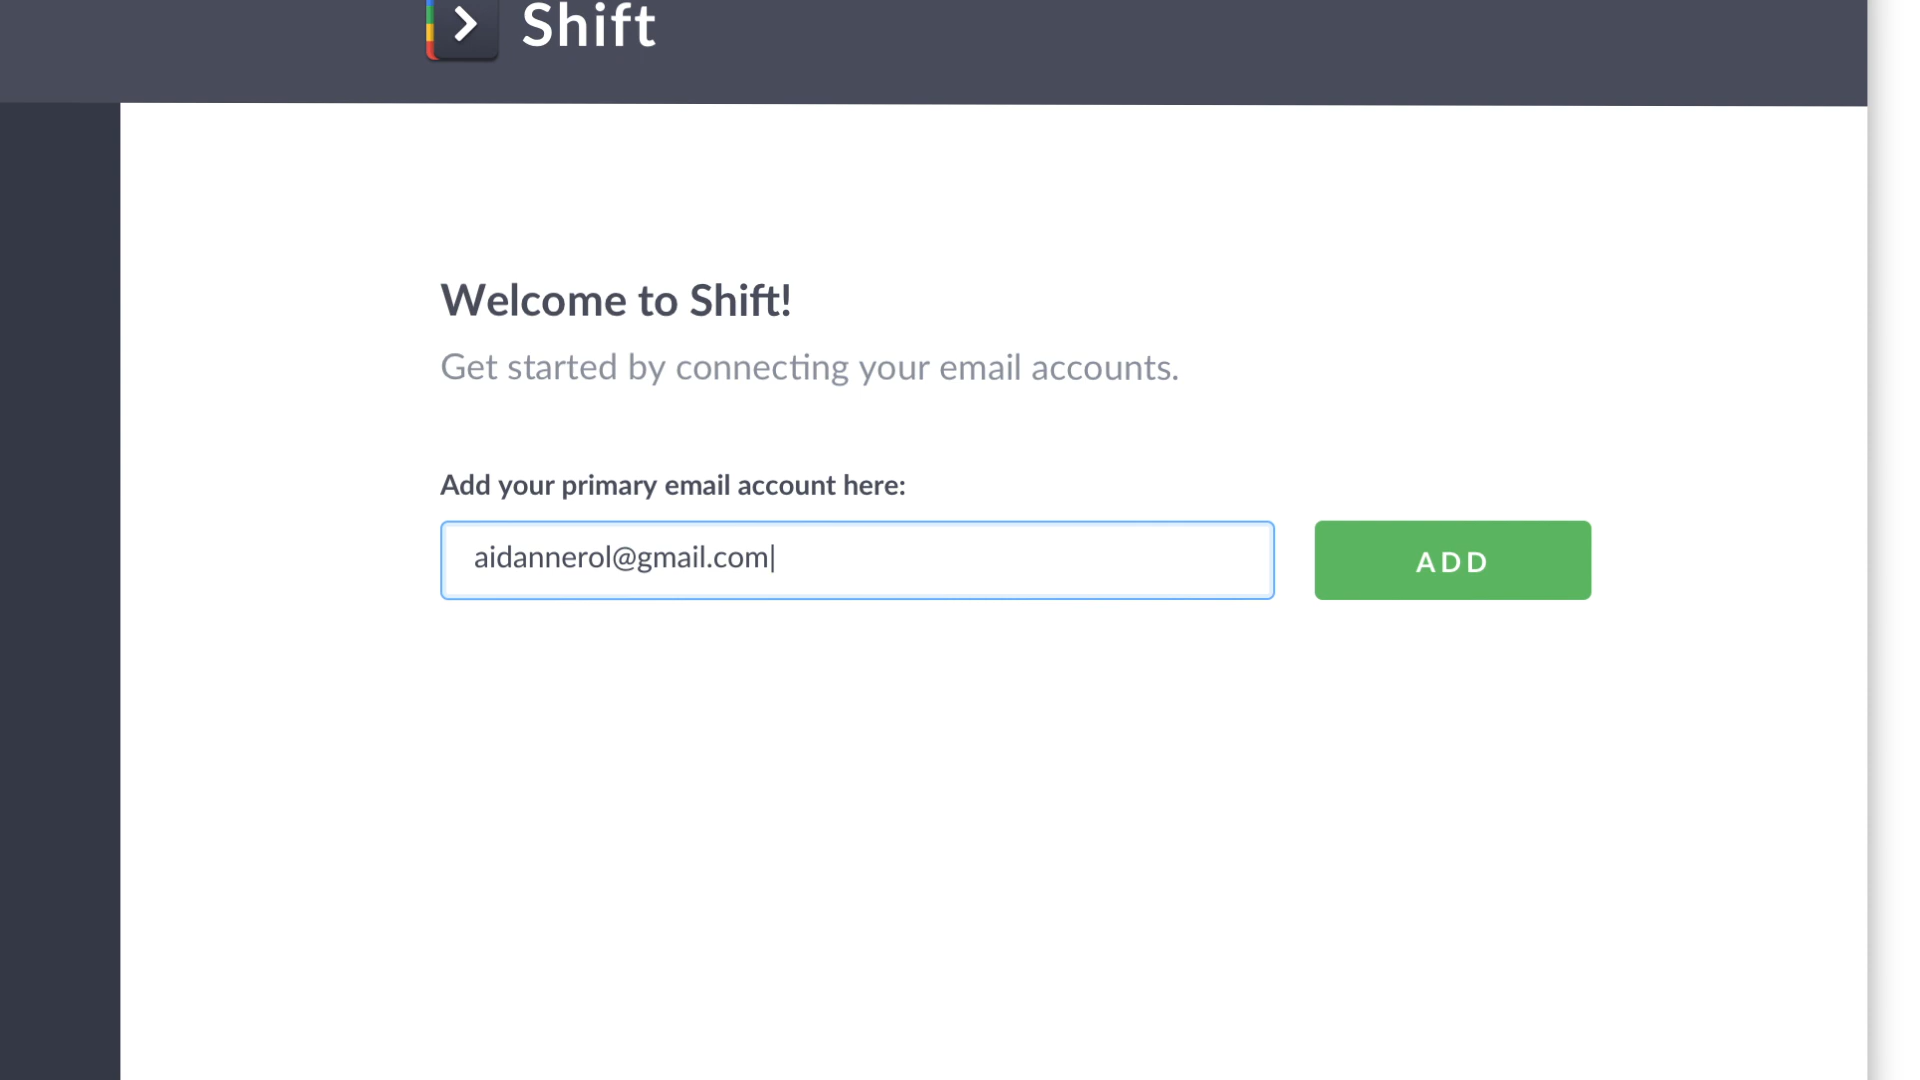 Shift
Welcome to Shift!
Get started by connecting your email accounts.
Add your primary email account here:
aidannerol@gmail.com
ADD